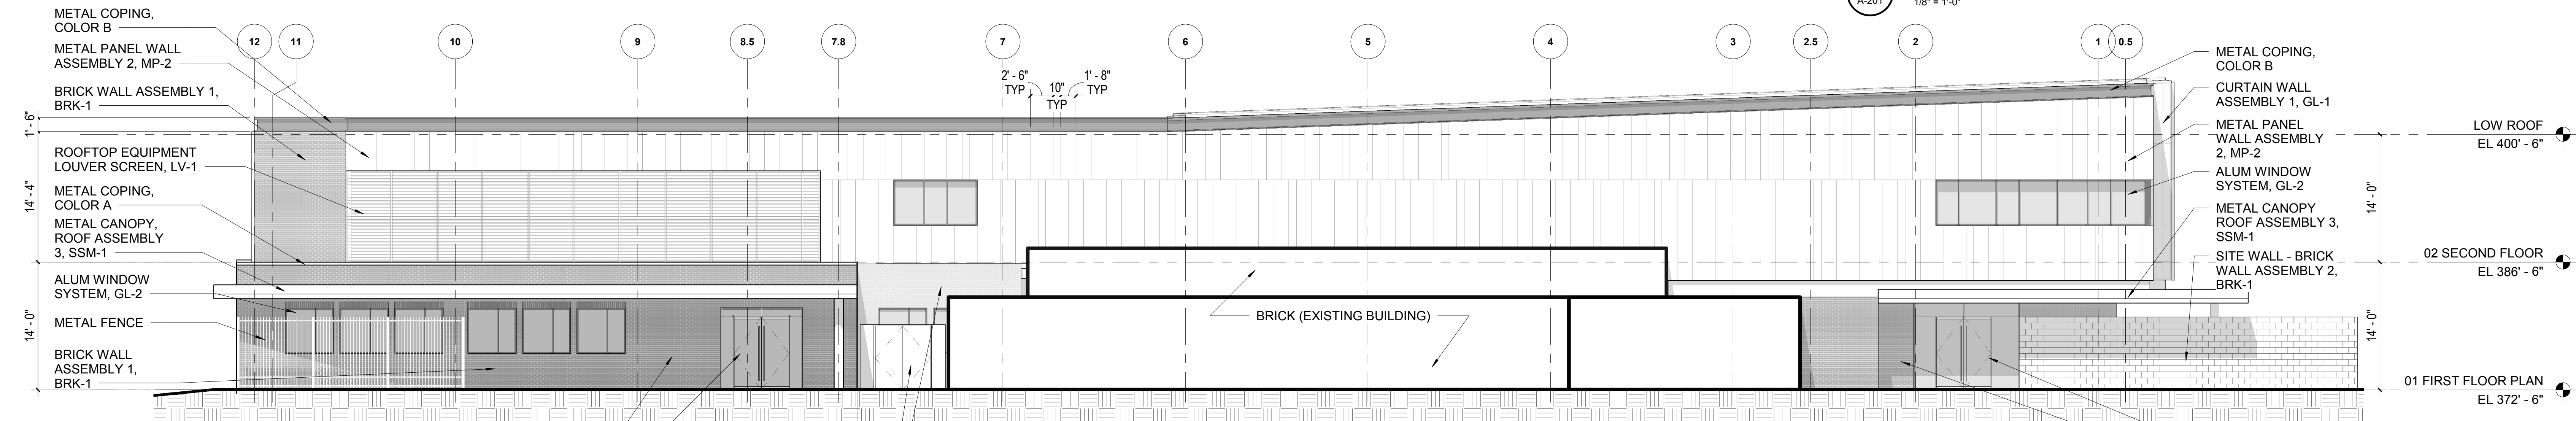 A-201
1/8" = 1'-0"
12
11
10
9
8.5
7.8
7
6
5
4
3
2.5
2
1
0.5
METAL COPING,
COLOR B
METAL PANEL WALL
ASSEMBLY 2, MP-2
BRICK WALL ASSEMBLY 1,
BRK-1
ROOFTOP EQUIPMENT
LOUVER SCREEN, LV-1
METAL COPING,
COLOR A
METAL CANOPY,
ROOF ASSEMBLY
3, SSM-1
ALUM WINDOW
SYSTEM, GL-2
METAL FENCE
BRICK WALL
ASSEMBLY 1,
BRK-1
1' - 6"
14' - 4"
14' - 0"
2' - 6"
TYP
10"
TYP
1' - 8"
TYP
BRICK (EXISTING BUILDING)
METAL COPING,
COLOR B
CURTAIN WALL
ASSEMBLY 1, GL-1
METAL PANEL
WALL ASSEMBLY
2, MP-2
ALUM WINDOW
SYSTEM, GL-2
METAL CANOPY
ROOF ASSEMBLY 3,
SSM-1
SITE WALL - BRICK
WALL ASSEMBLY 2,
BRK-1
14' - 0"
14' - 0"
LOW ROOF
EL 400' - 6"
02 SECOND FLOOR
EL 386' - 6"
01 FIRST FLOOR PLAN
EL 372' - 6"